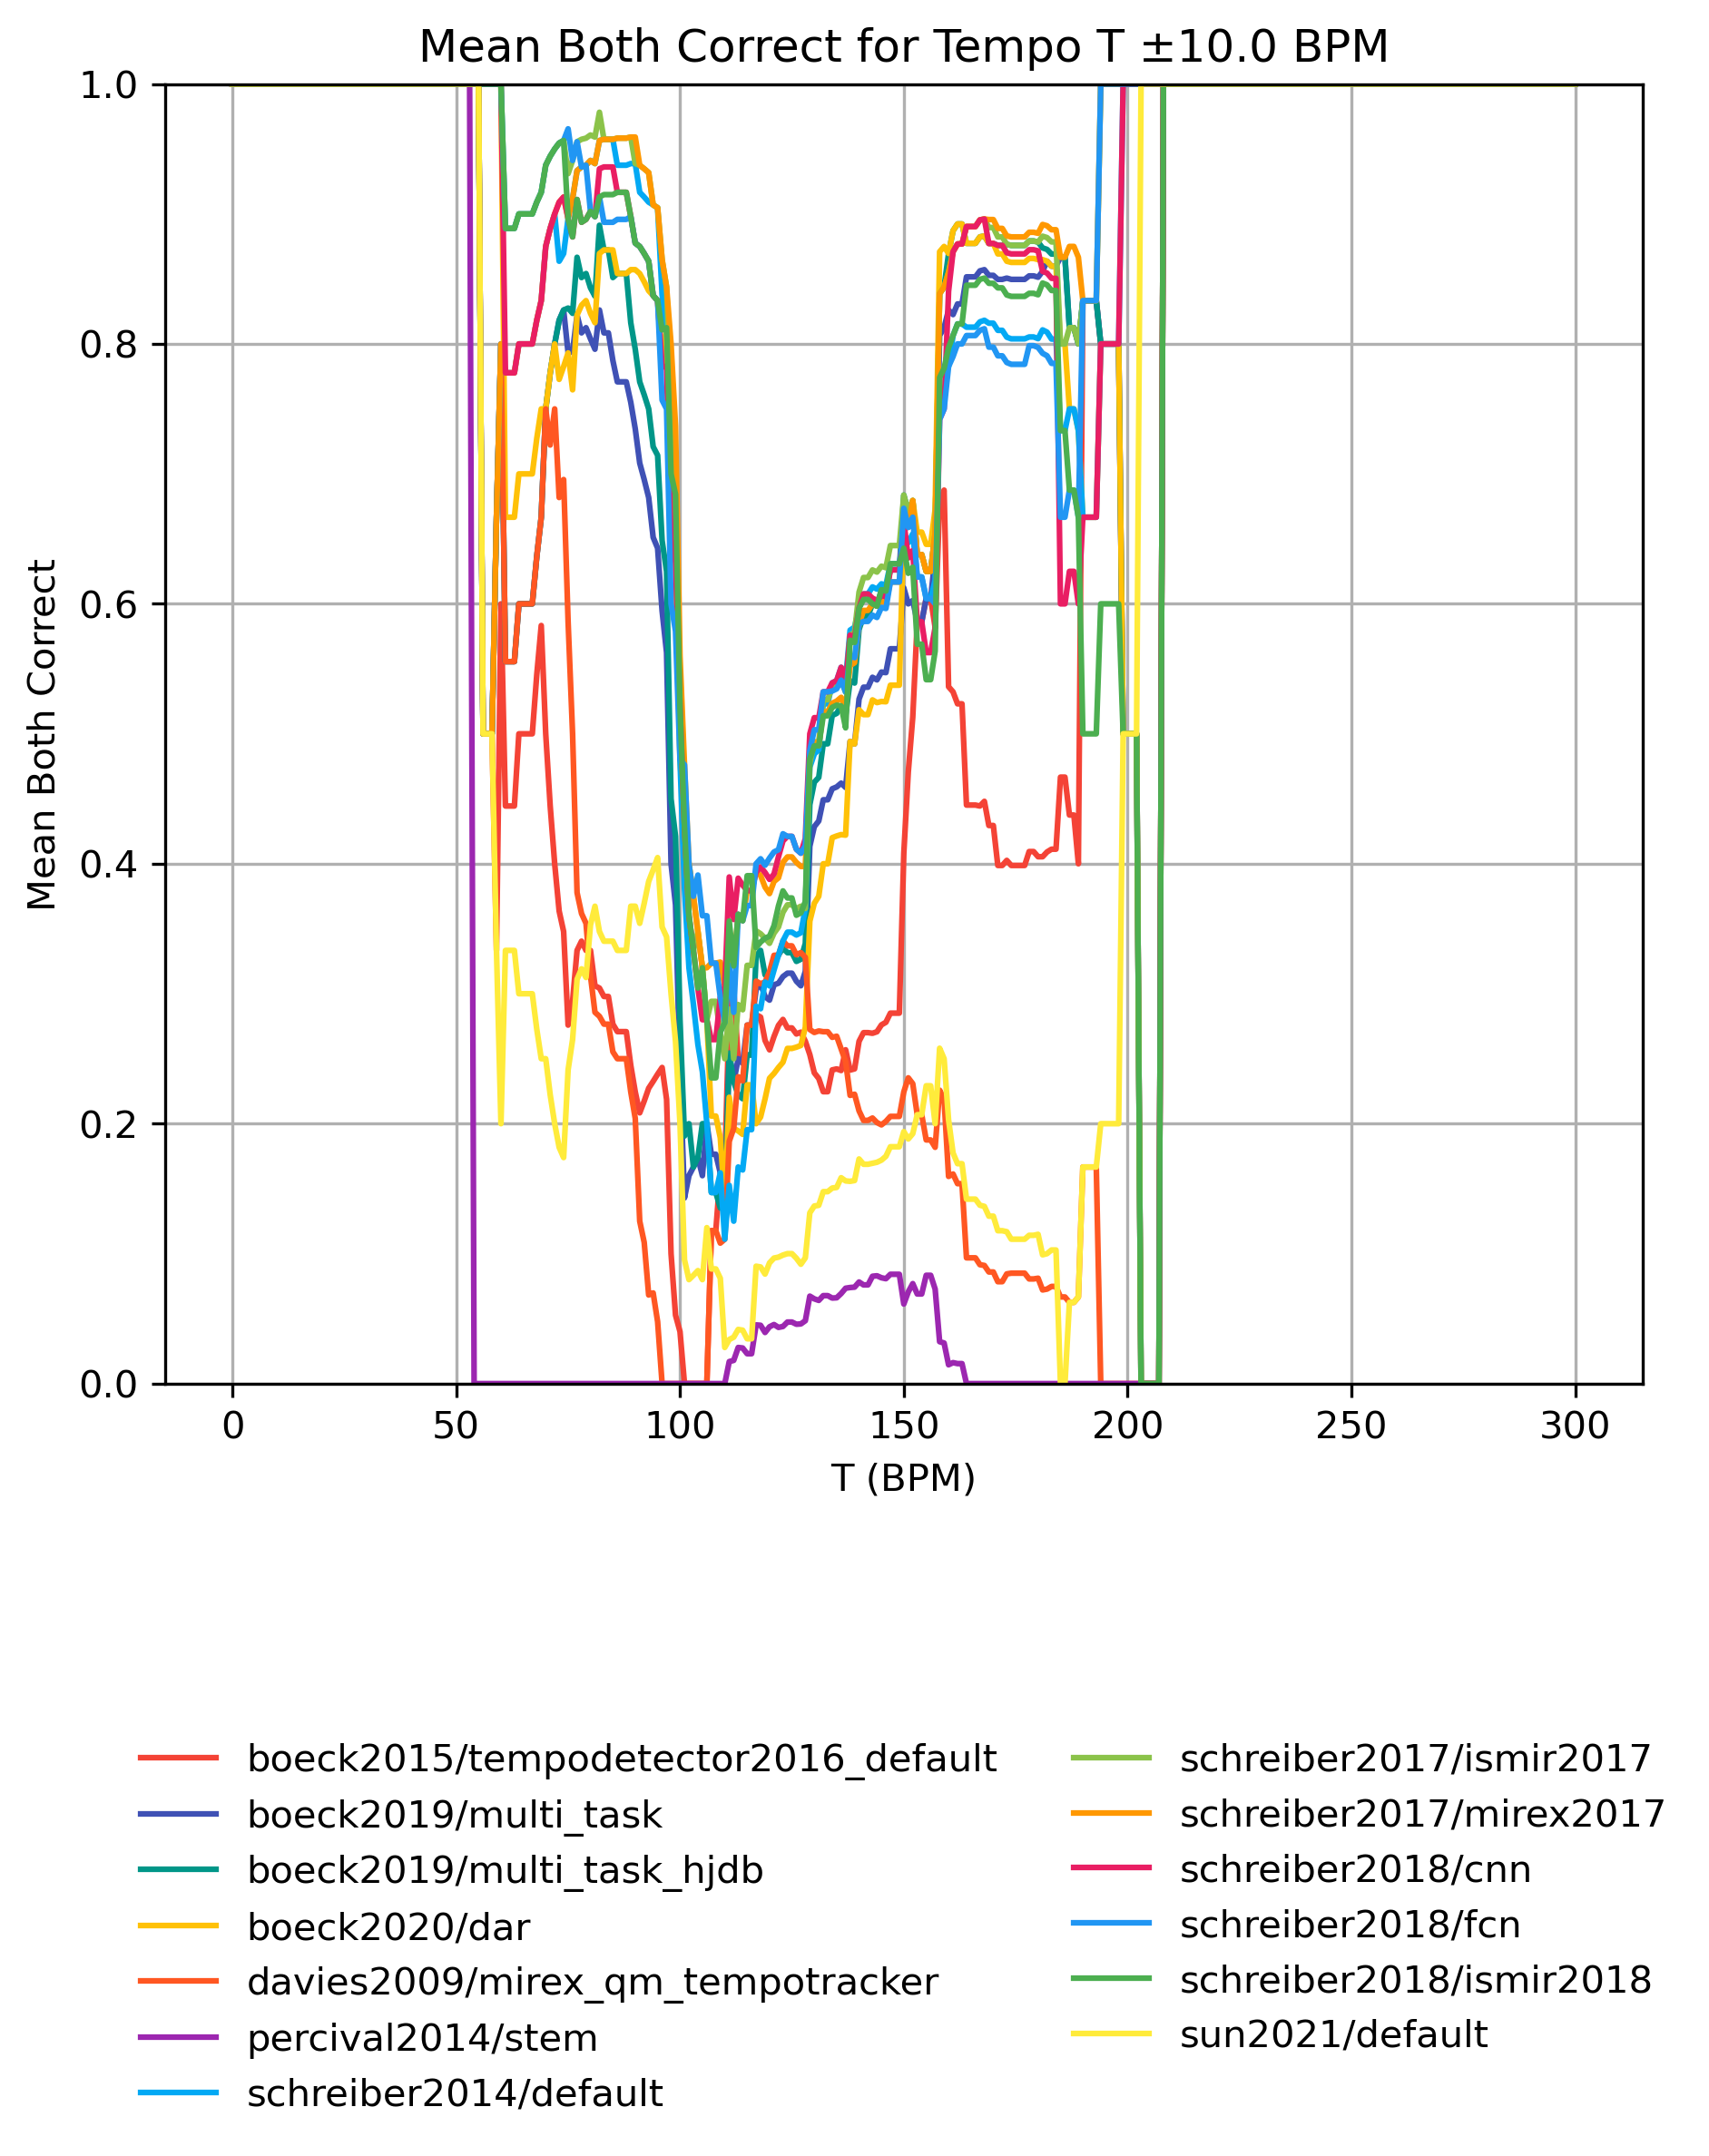 Mean Both Correct for Tempo T ±10.0 BPM
1.0
0.8
0.6
0.4
0.2
0.0
Mean Both Correct
0 50 100 150 200 250 300
T (BPM)
boeck2015/tempodetector2016_default
boeck2019/multi_task
boeck2019/multi_task_hjdb
boeck2020/dar
davies2009/mirex_qm_tempotracker
percival2014/stem
schreiber2014/default
schreiber2017/ismir2017
schreiber2017/mirex2017
schreiber2018/cnn
schreiber2018/fcn
schreiber2018/ismir2018
sun2021/default